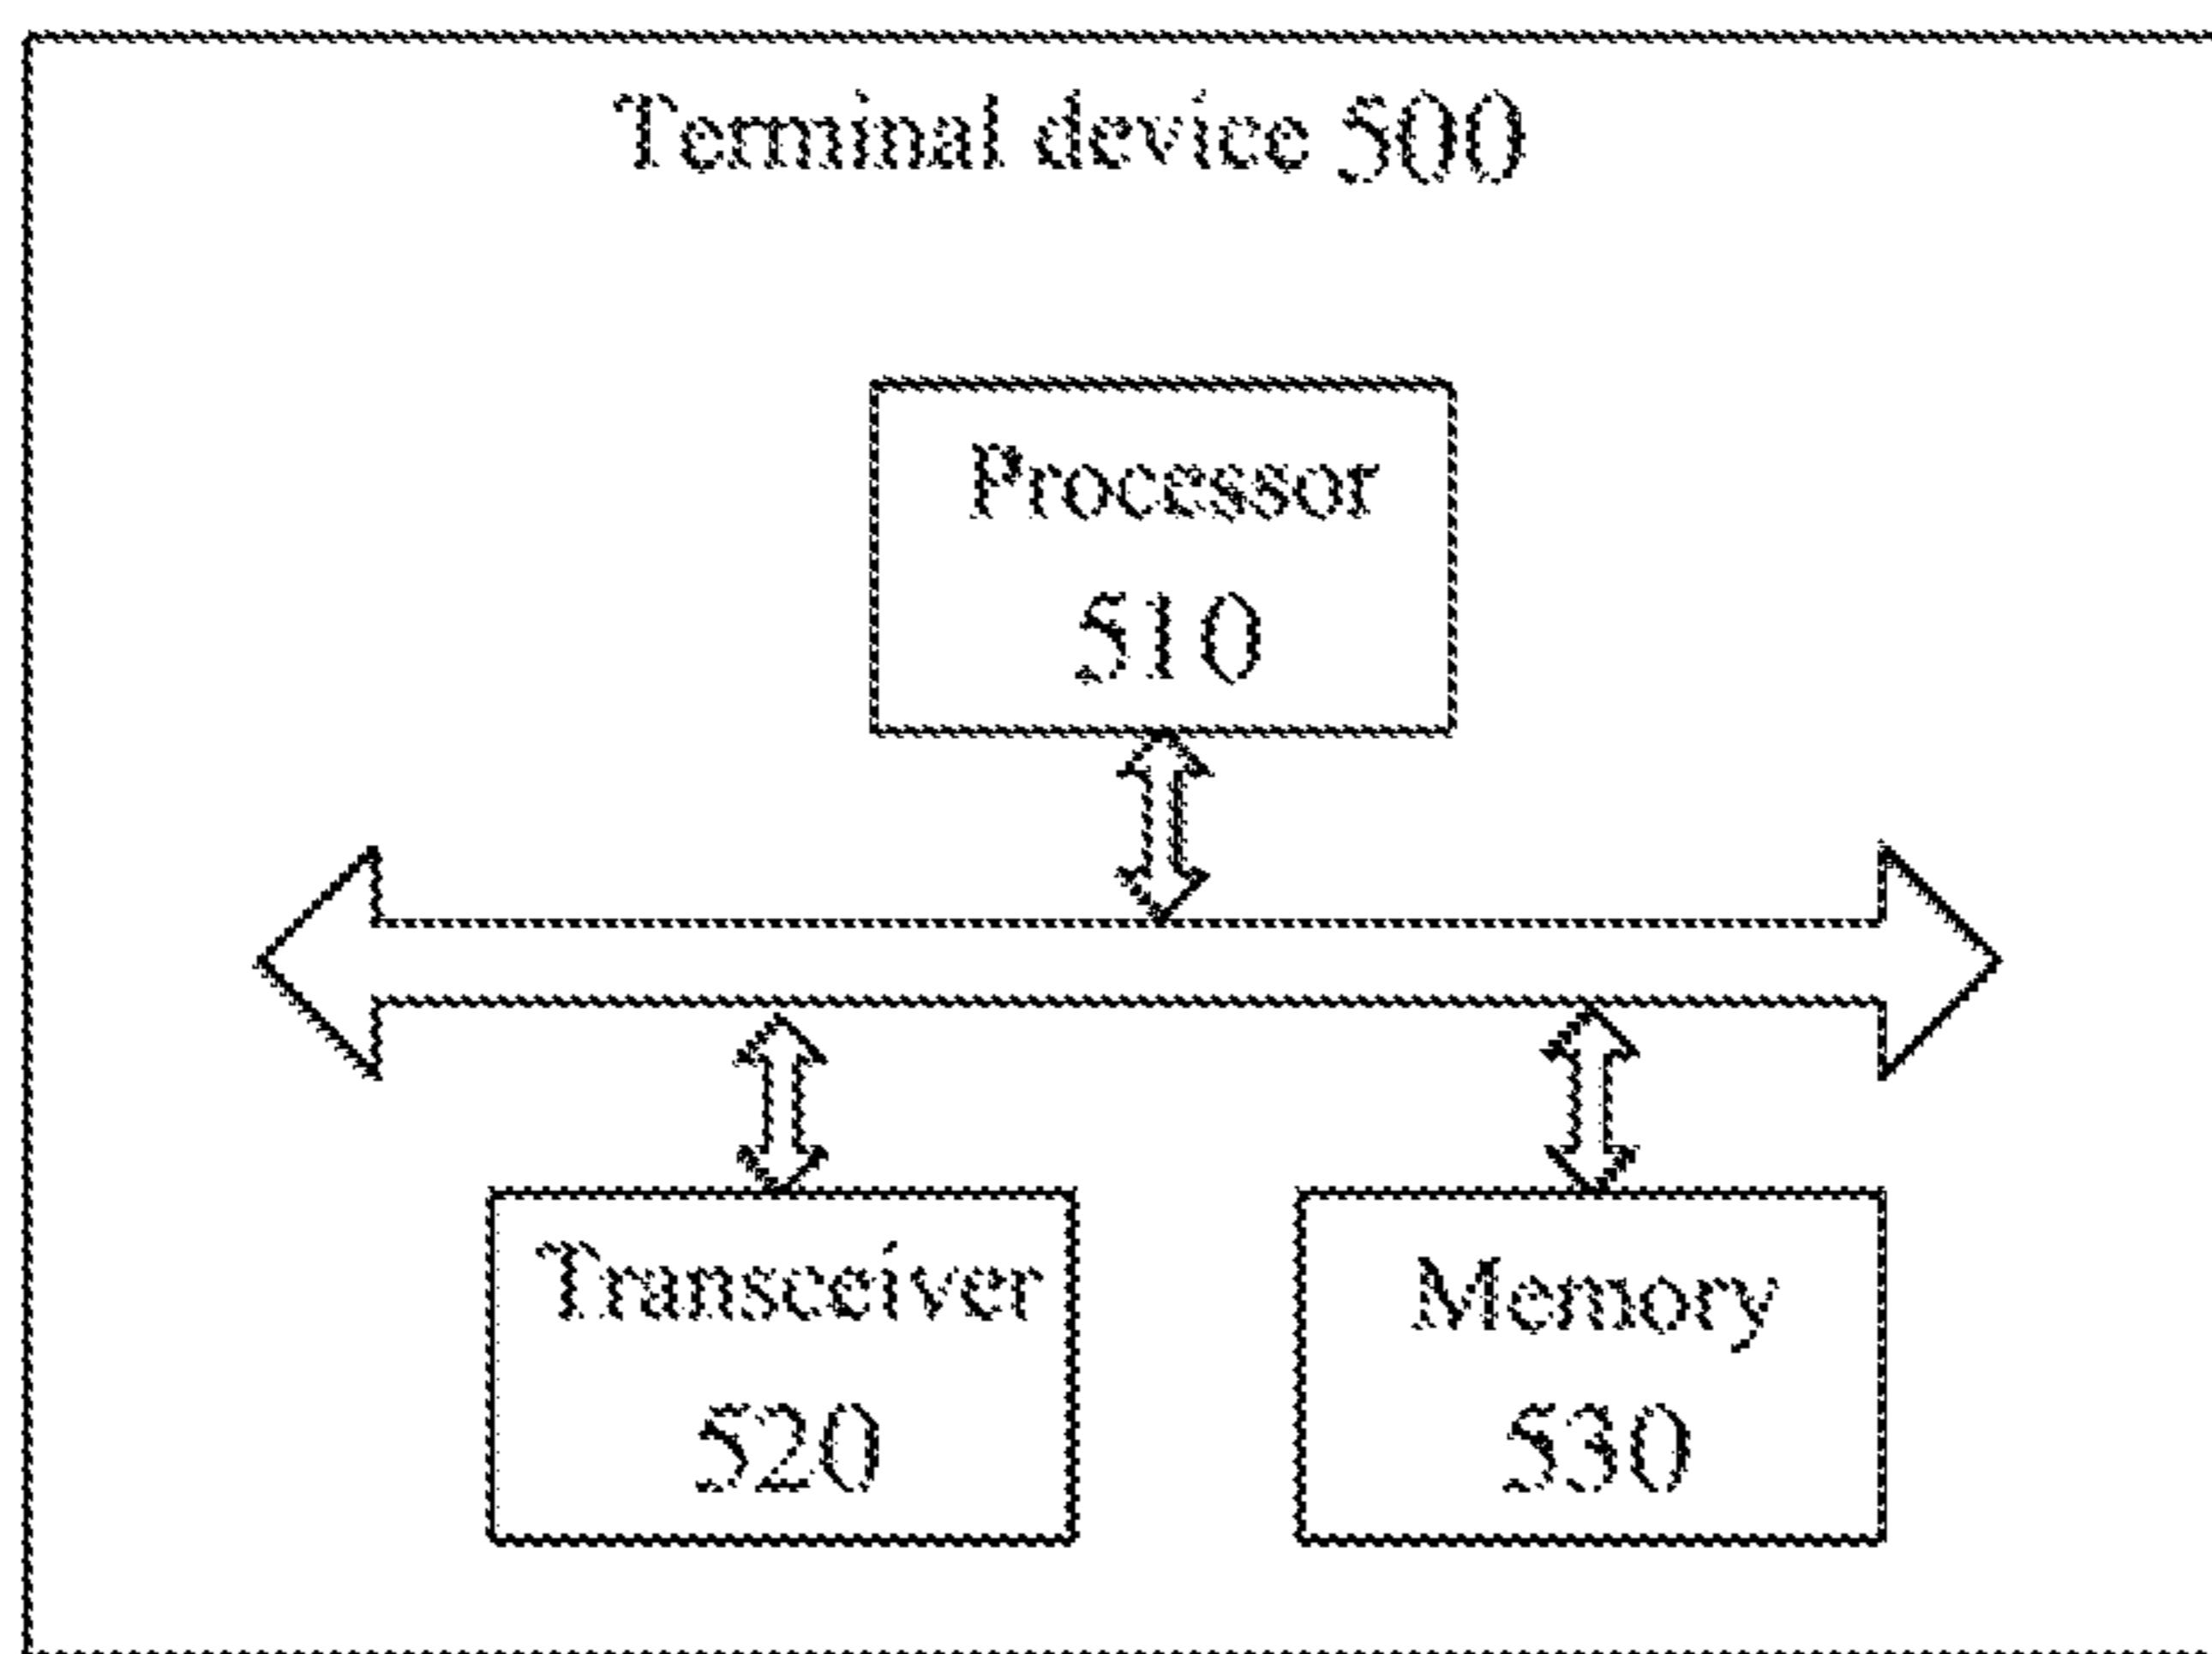 Terminal device 500
Processor
510
Transceiver
520
Memory
530